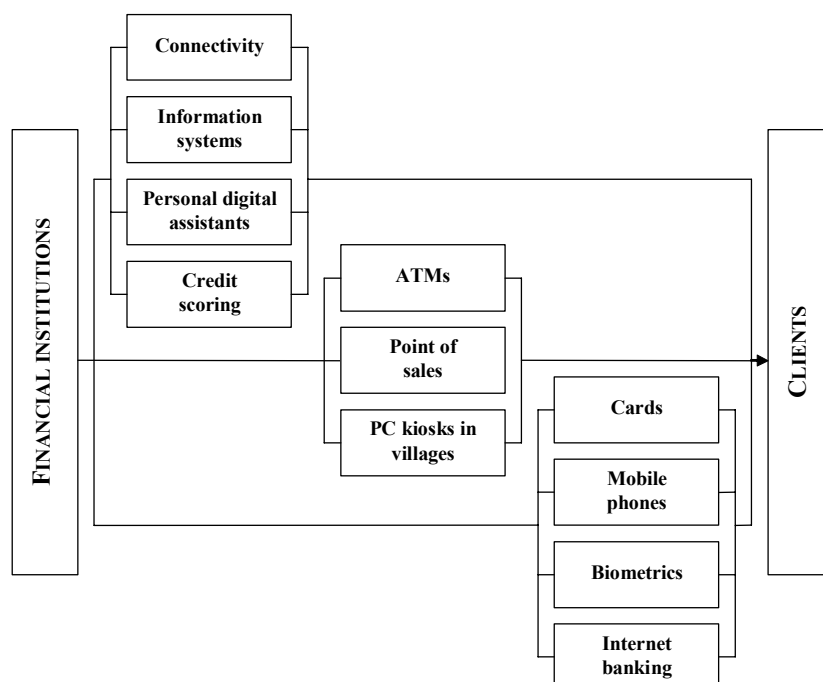 FINANCIAL INSTITUTIONS
Connectivity
Information
systems
Personal digital
assistants
Credit
scoring
ATMs
Point of
sales
PC kiosks in
villages
Cards
Mobile
phones
Biometrics
Internet
banking
CLIENTS